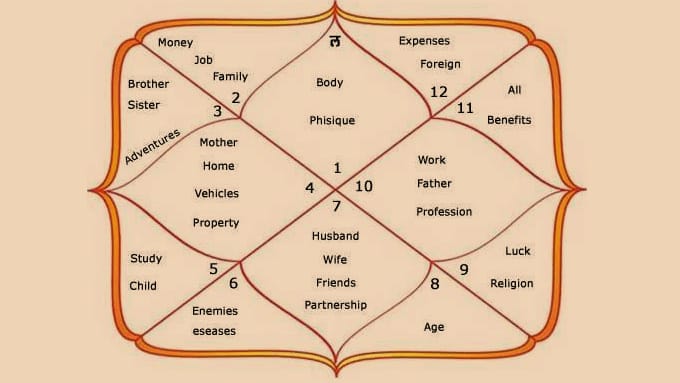 ल
Body
Phisique
1
Money
Job
Family
2
Brother
Sister
Adventures
3
Mother
Home
Vehicles
Property
4
Study
Child
5
Enemies
eseases
6
7
Husband
Wife
Friends
Partnership
8
Age
9
Luck
Religion
10
Work
Father
Profession
11
All
Benefits
12
Expenses
Foreign